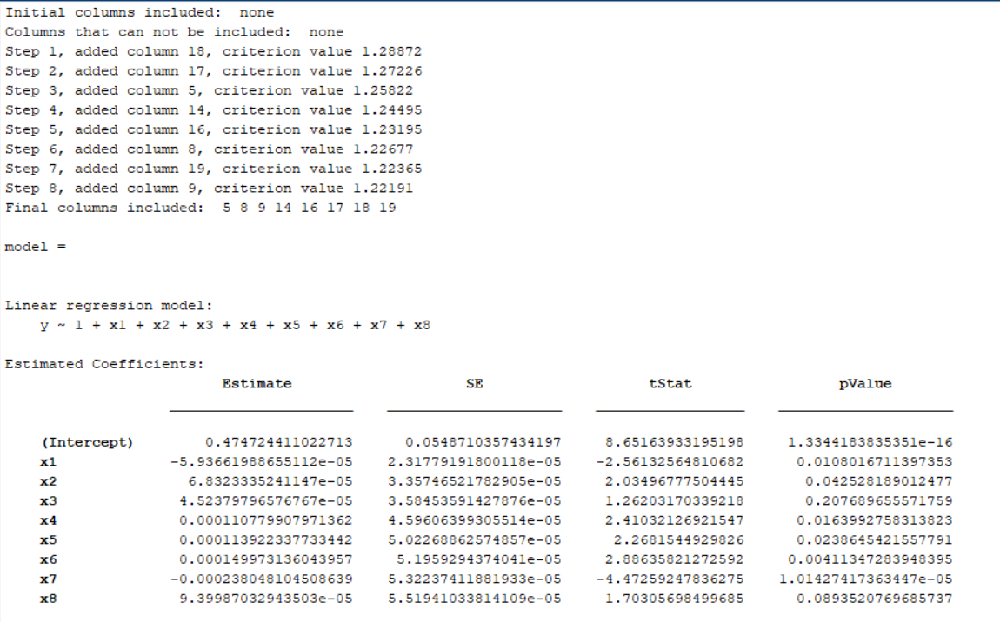 Initial columns included:  none
Columns that can not be included:  none
Step 1, added column 18, criterion value 1.28872
Step 2, added column 17, criterion value 1.27226
Step 3, added column 5, criterion value 1.25822
Step 4, added column 14, criterion value 1.24495
Step 5, added column 16, criterion value 1.23195
Step 6, added column 8, criterion value 1.22677
Step 7, added column 19, criterion value 1.22365
Step 8, added column 9, criterion value 1.22191
Final columns included:  5 8 9 14 16 17 18 19
model =
Linear regression model:
y ~ 1 + x1 + x2 + x3 + x4 + x5 + x6 + x7 + x8
Estimated Coefficients:
Estimate SE tStat pValue
(Intercept) 0.474724411022713 0.0548710357434197 8.65163933195198 1.3344183835351e-16
x1 -5.93661988655112e-05 2.31779191800118e-05 -2.56132564810682 0.0108016711397353
x2 6.8323335241147e-05 3.35746521782905e-05 2.03496777504445 0.042528189012477
x3 4.52379796576767e-05 3.58453591427876e-05 1.26203170339218 0.207689655571759
x4 0.000110779907971362 4.59606399305514e-05 2.41032126921547 0.0163992758313823
x5 0.000113922337733442 5.02268862574857e-05 2.2681544929826 0.0238645421557791
x6 0.000149973136043957 5.1959294374041e-05 2.88635821272592 0.00411347283948395
x7 -0.000238048104508639 5.32237411881933e-05 -4.47259247836275 1.01427417363447e-05
x8 9.39987032943503e-05 5.51941033814109e-05 1.70305698499685 0.0893520769685737